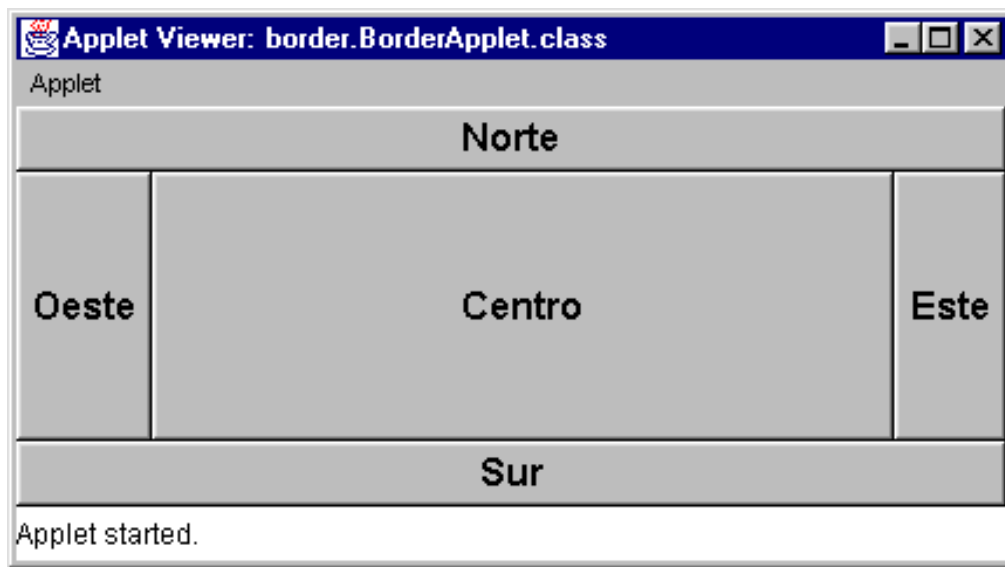 Applet Viewer: border.BorderApplet.class
Applet
Norte
Oeste Centro Este
Sur
Applet started.